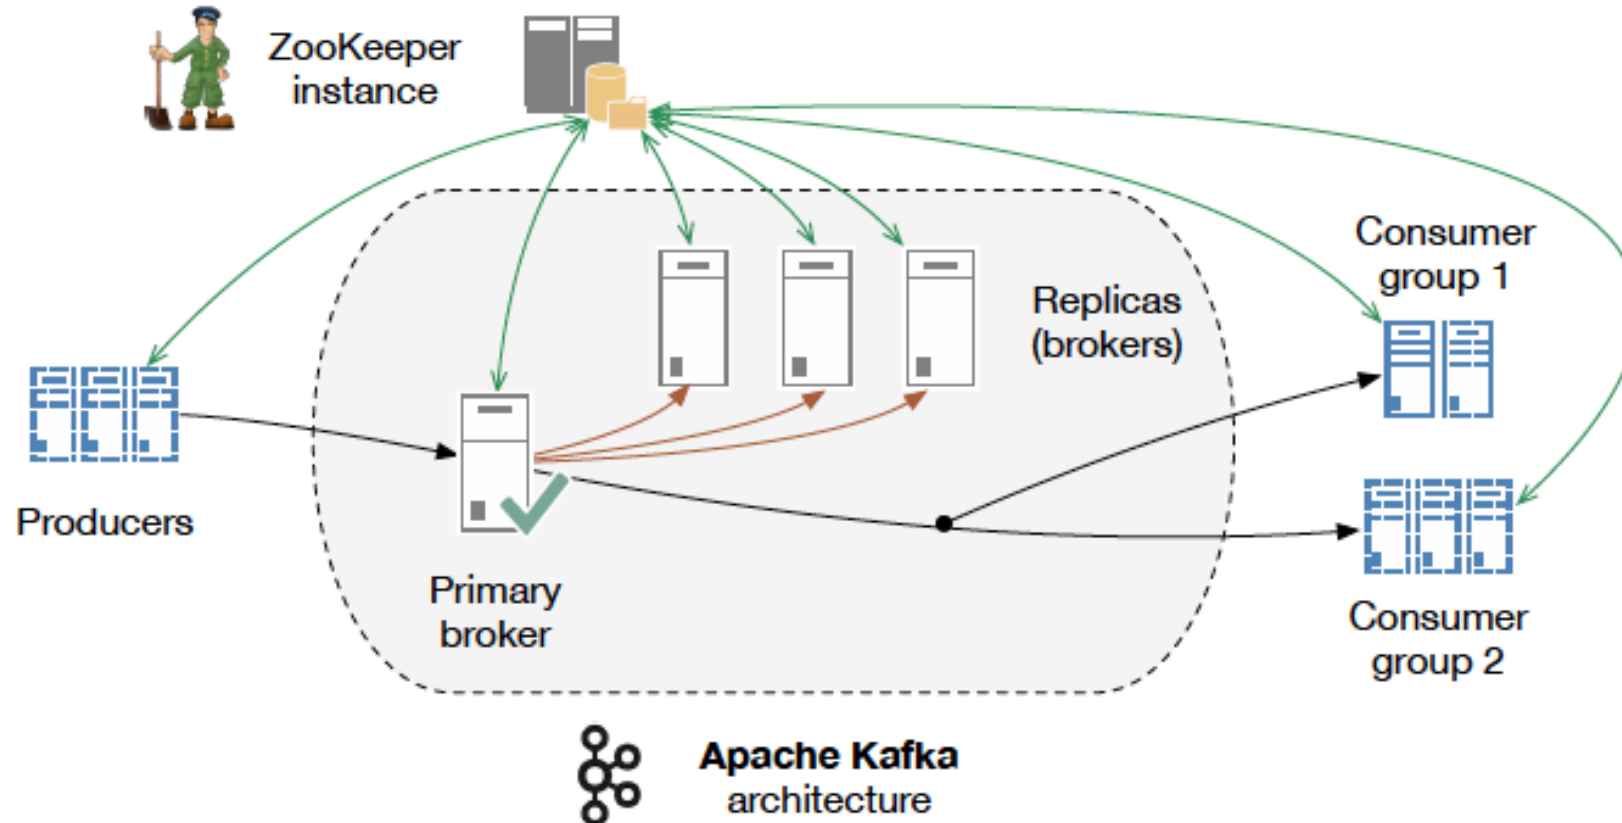 ZooKeeper
instance
Consumer
group 1
Replicas
(brokers)
Producers
Primary
broker
Consumer
group 2
Apache Kafka
architecture